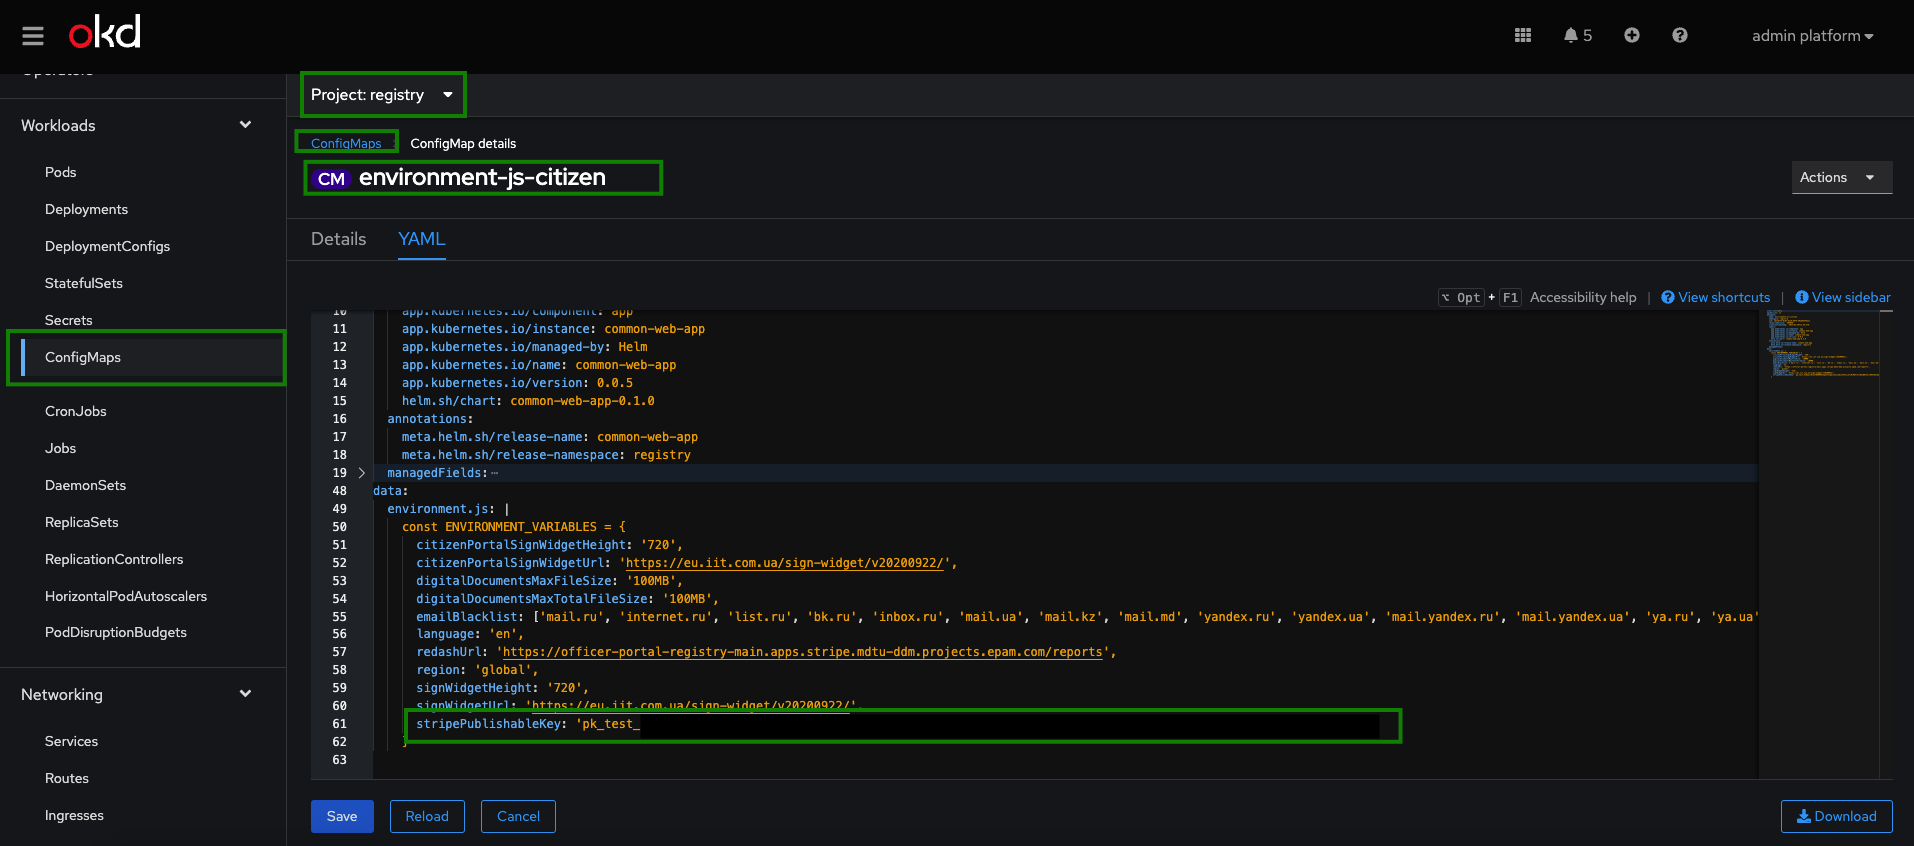 okd
5
admin platform
Operators
Workloads
Pods
Deployments
DeploymentConfigs
StatefulSets
Secrets
ConfigMaps
CronJobs
Jobs
DaemonSets
ReplicaSets
ReplicationControllers
HorizontalPodAutoscalers
PodDisruptionBudgets
Networking
Services
Routes
Ingresses
Project: registry
ConfigMaps ConfigMap details
CM environment-js-citizen
Actions
Details YAML
⌥ Opt + F1 Accessibility help | View shortcuts | View sidebar
10 app.kubernetes.io/component: app
11 app.kubernetes.io/instance: common-web-app
12 app.kubernetes.io/managed-by: Helm
13 app.kubernetes.io/name: common-web-app
14 app.kubernetes.io/version: 0.0.5
15 helm.sh/chart: common-web-app-0.1.0
16 annotations:
17 meta.helm.sh/release-name: common-web-app
18 meta.helm.sh/release-namespace: registry
19 managedFields:⋯
48 data:
49 environment.js: |
50 const ENVIRONMENT_VARIABLES = {
51 citizenPortalSignWidgetHeight: '720',
52 citizenPortalSignWidgetUrl: 'https://eu.iit.com.ua/sign-widget/v20200922/',
53 digitalDocumentsMaxFileSize: '100MB',
54 digitalDocumentsMaxTotalFileSize: '100MB',
55 emailBlacklist: ['mail.ru', 'internet.ru', 'list.ru', 'bk.ru', 'inbox.ru', 'mail.ua', 'mail.kz', 'mail.md', 'yandex.ru', 'yandex.ua', 'mail.yandex.ru', 'mail.yandex.ua', 'ya.ru', 'ya.ua'
56 language: 'en',
57 redashUrl: 'https://officer-portal-registry-main.apps.stripe.mdtu-ddm.projects.epam.com/reports',
58 region: 'global',
59 signWidgetHeight: '720',
60 signWidgetUrl: 'https://eu.iit.com.ua/sign-widget/v20200922/',
61 stripePublishableKey: 'pk_test_
62 }
63
Save Reload Cancel Download